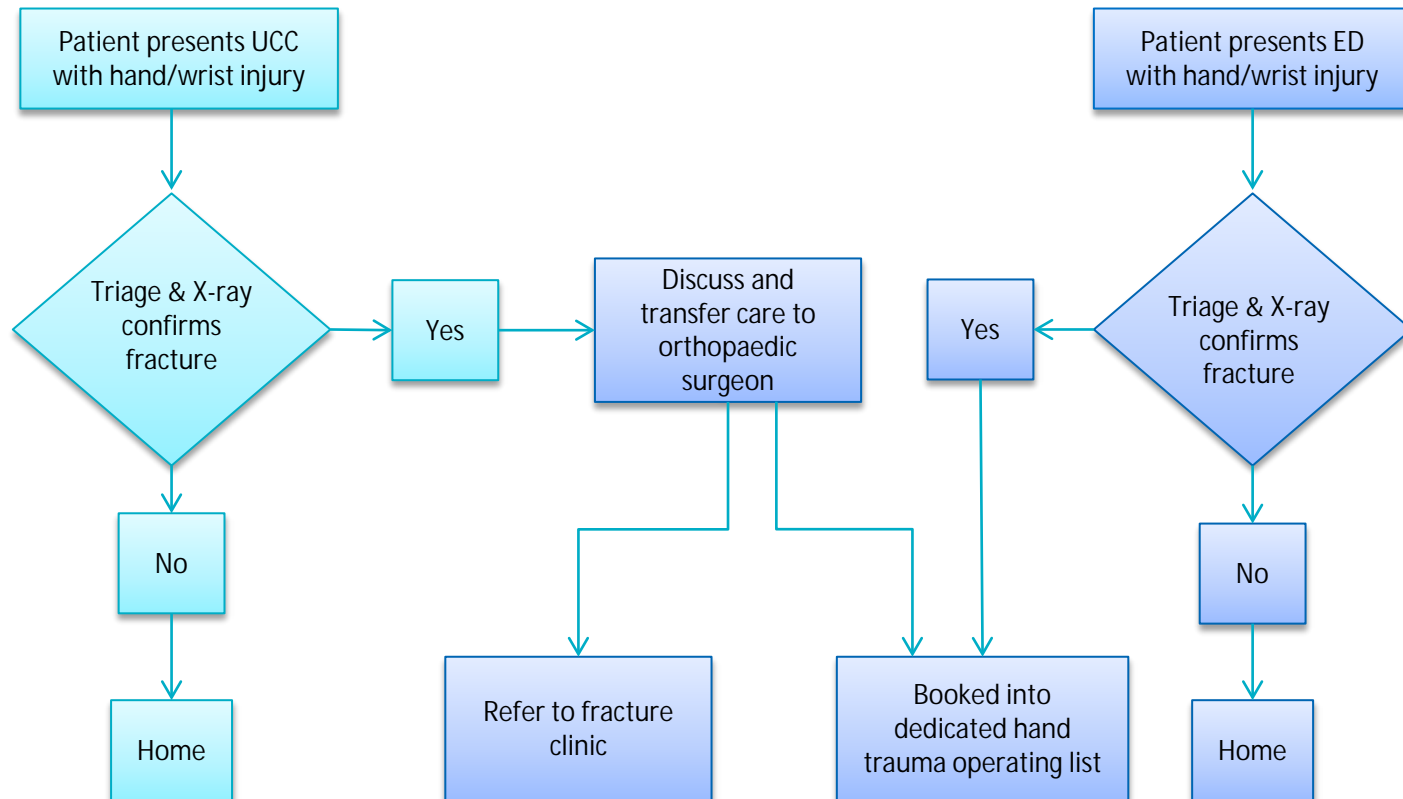 Patient presents UCC
with hand/wrist injury
Patient presents ED
with hand/wrist injury
Triage & X-ray
confirms
fracture
Yes
Discuss and
transfer care to
orthopaedic
surgeon
Yes
Triage & X-ray
confirms
fracture
No
No
Home
Refer to fracture
clinic
Booked into
dedicated hand
trauma operating list
Home